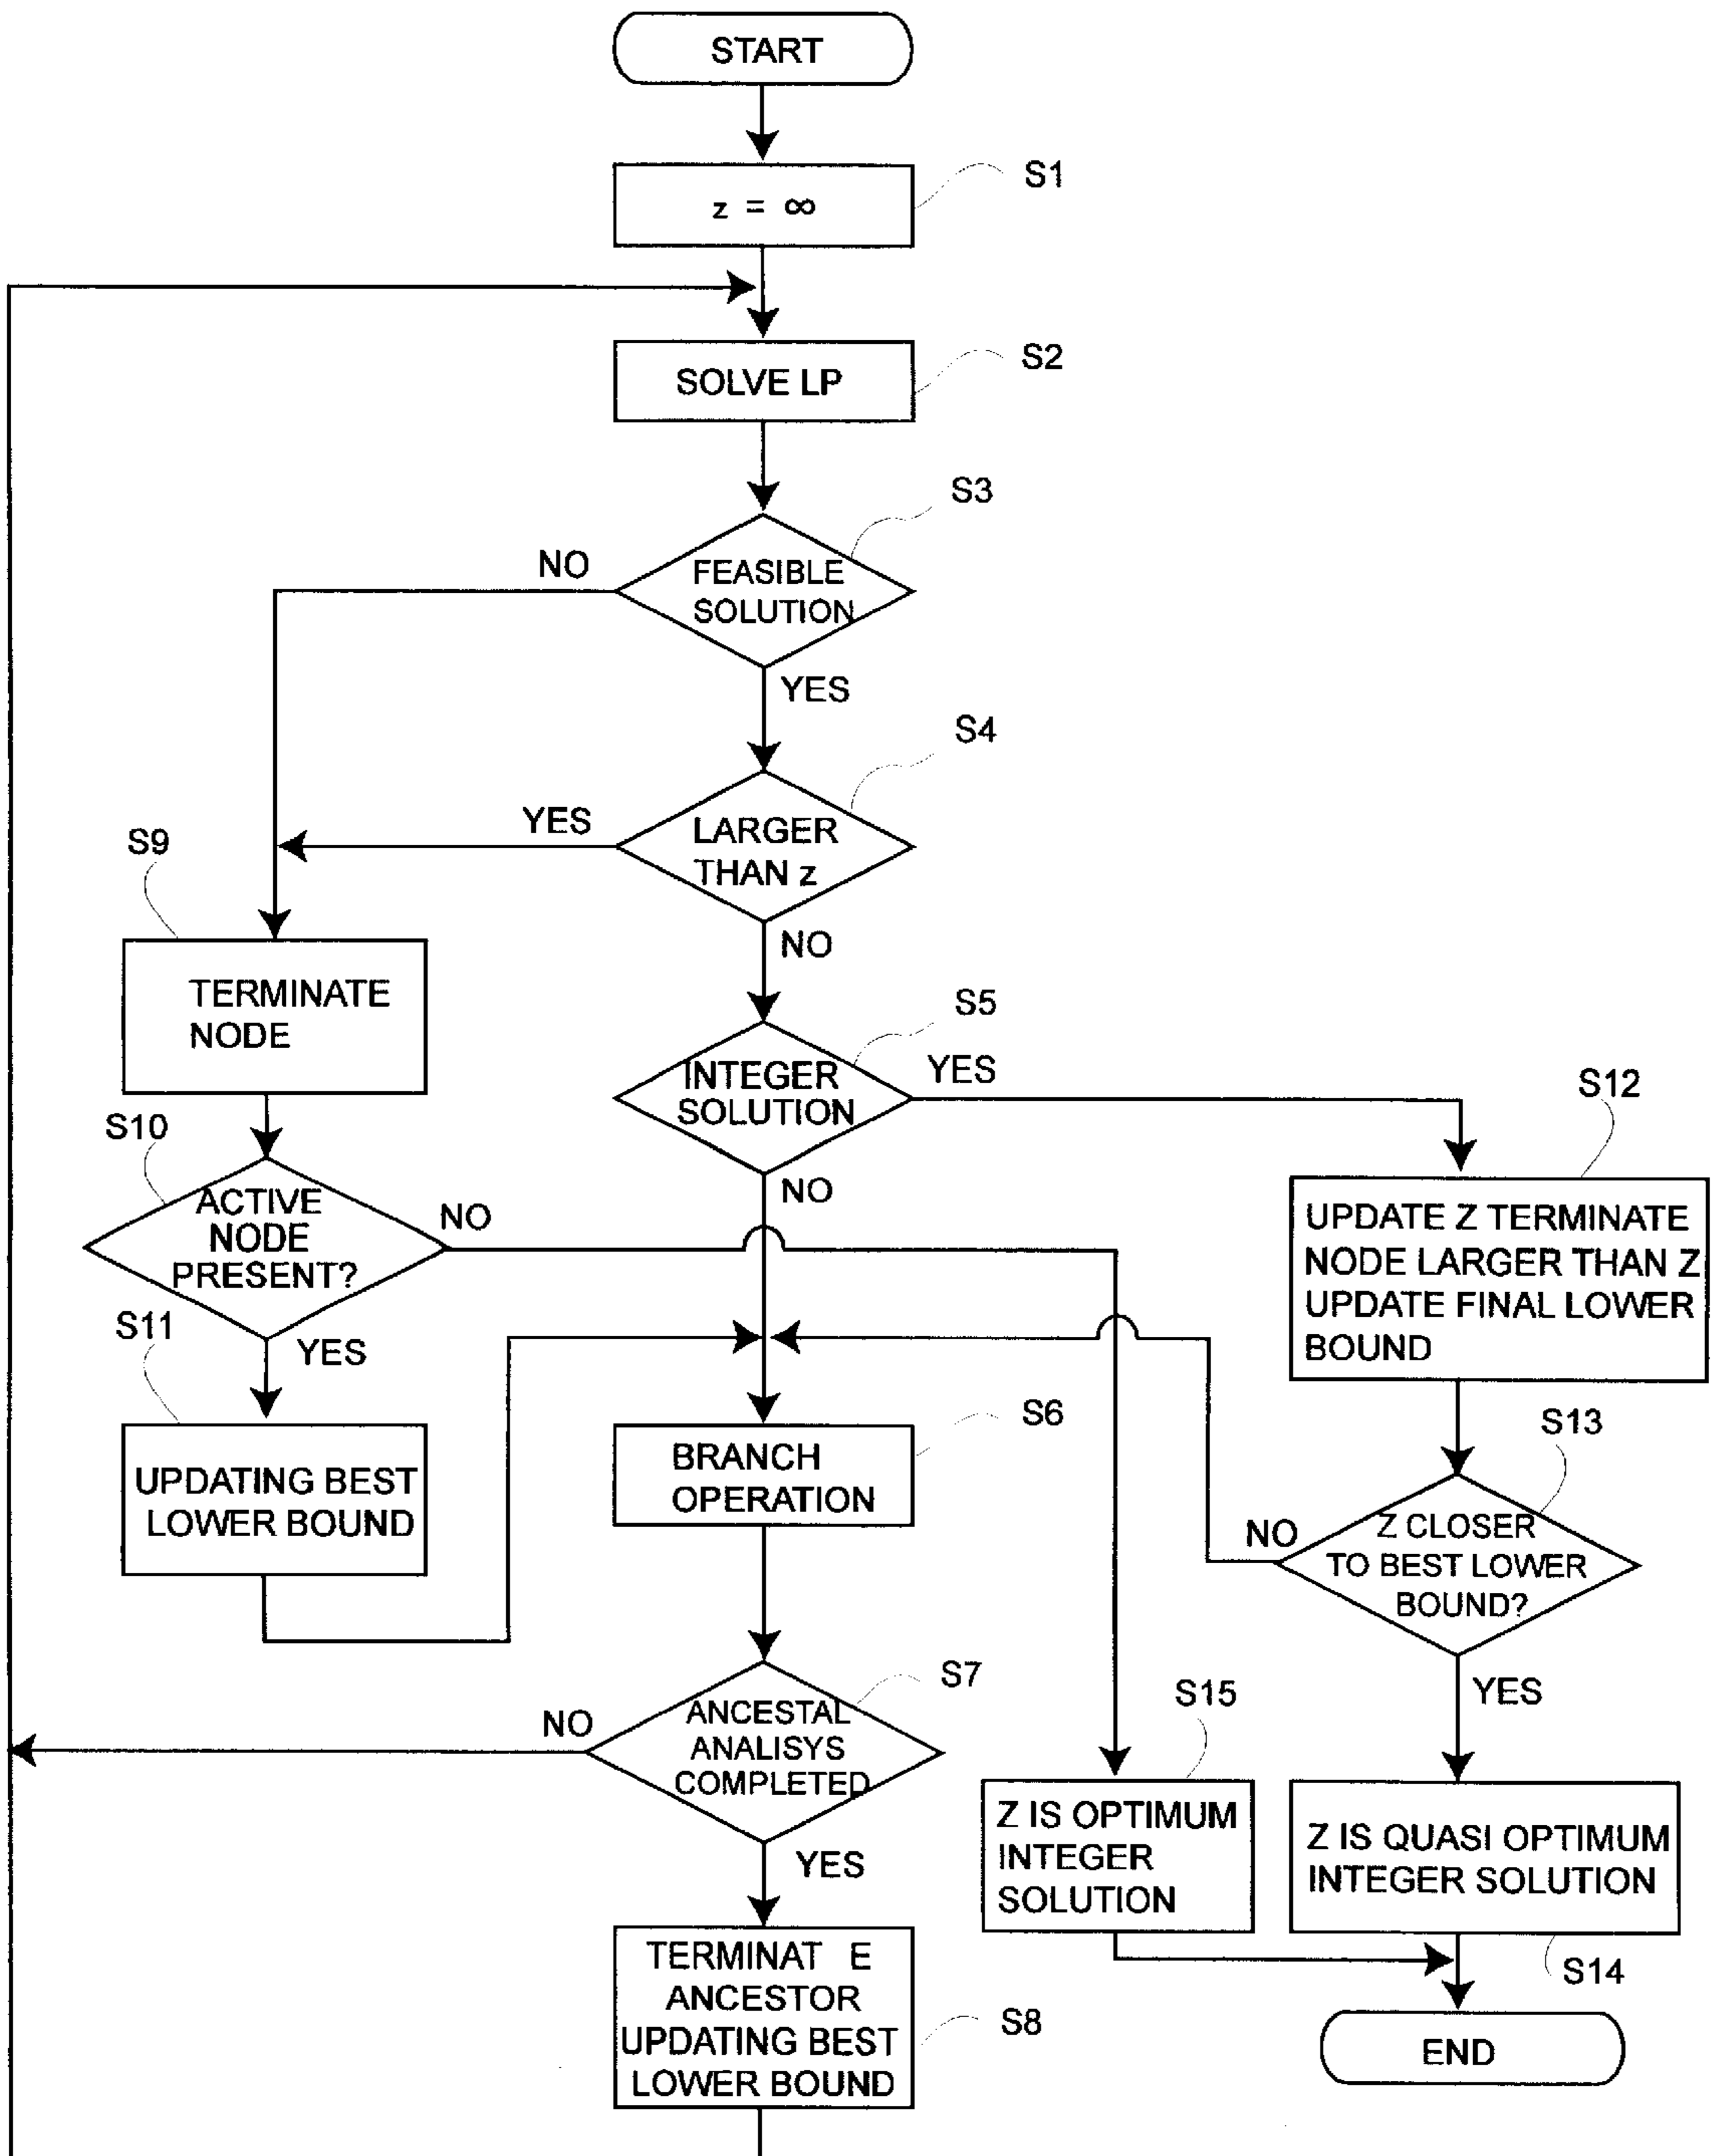 START
S1
z = ∞
S2
SOLVE LP
S3
NO
FEASIBLE
SOLUTION
YES
S4
YES
LARGER
THAN z
S9
NO
TERMINATE
NODE
S5
INTEGER
SOLUTION
YES
S12
S10
NO
ACTIVE
NODE
PRESENT?
NO
UPDATE Z TERMINATE
NODE LARGER THAN Z
UPDATE FINAL LOWER
BOUND
S11
YES
S6
S13
UPDATING BEST
LOWER BOUND
BRANCH
OPERATION
NO
Z CLOSER
TO BEST LOWER
BOUND?
S7
S15
YES
NO
ANCESTAL
ANALISYS
COMPLETED
YES
Z IS OPTIMUM
INTEGER
SOLUTION
Z IS QUASI OPTIMUM
INTEGER SOLUTION
S14
TERMINAT E
ANCESTOR
UPDATING BEST
LOWER BOUND
S8
END